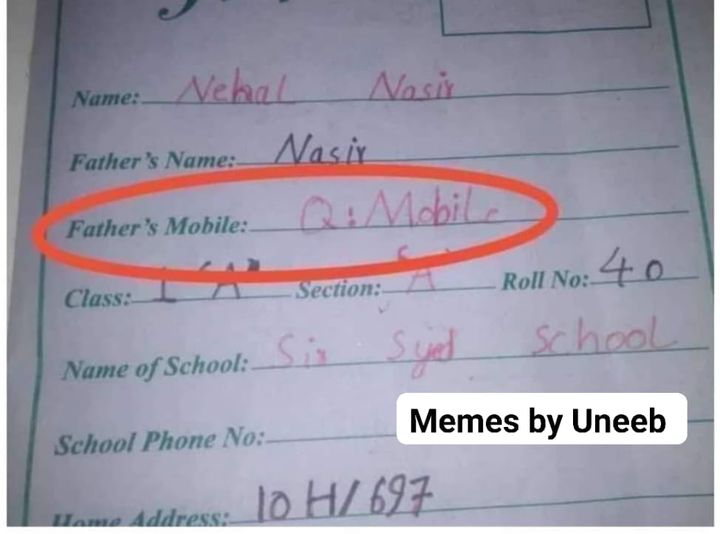 Name: Nehal Nasir
Father's Name: Nasir
Father's Mobile: Q: Mobile
Class: I "A" Section: "A" Roll No: 40
Name of School: Sir Syed School
School Phone No:
Memes by Uneeb
Home Address: 10 H/697